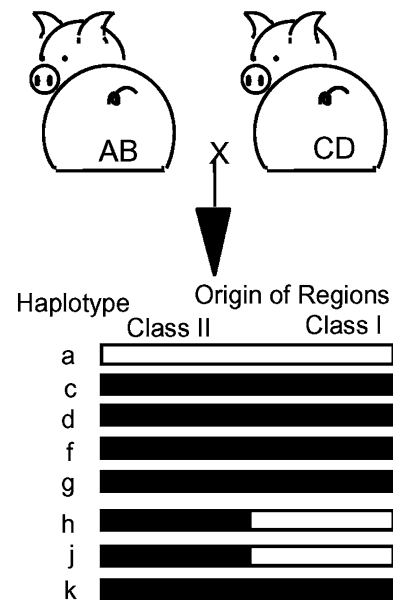 AB X CD
Haplotype
Origin of Regions
Class II Class I
a
c
d
f
g
h
j
k